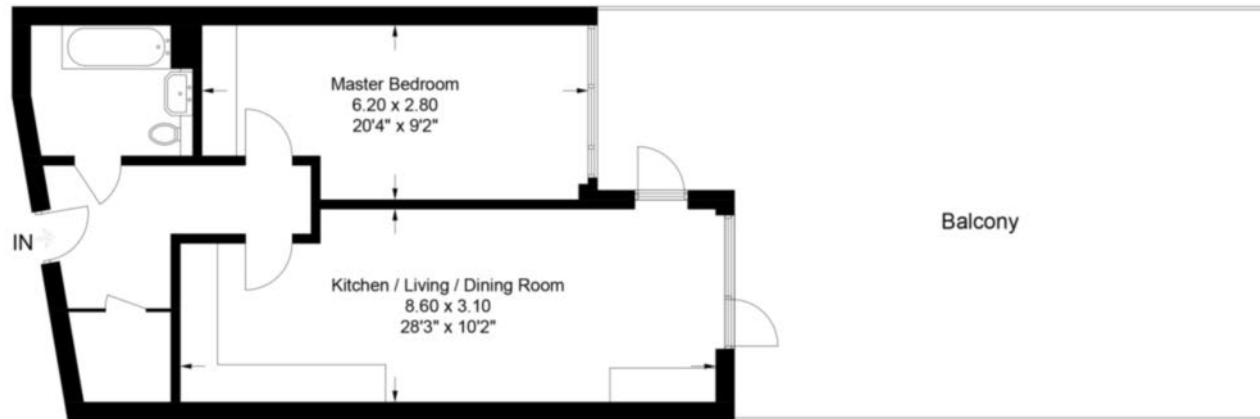 Master Bedroom
6.20 x 2.80
20'4" x 9'2"
IN
Balcony
Kitchen / Living / Dining Room
8.60 x 3.10
28'3" x 10'2"